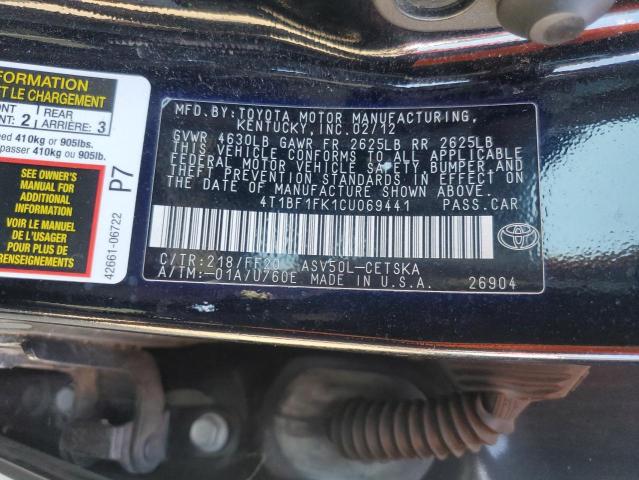 INFORMATION
LE CHARGEMENT
2 REAR
ARRIÈRE: 3
410kg or 905lbs.
passer 410kg ou 905lb.
SEE OWNER'S
MANUAL FOR
ADDITIONAL
INFORMATION
VOIR LE MANUEL
DE L'USAGER
POUR PLUS DE
RENSEIGNEMENTS
P7
42661-06722
MFD.BY:TOYOTA MOTOR MANUFACTURING,
KENTUCKY,INC.02/12
GVWR 4630LB GAWR FR 2625LB RR 2625LB
THIS VEHICLE CONFORMS TO ALL APPLICABLE
FEDERAL MOTOR VEHICLE SAFETY,BUMPER,AND
THEFT PREVENTION STANDARDS IN EFFECT ON
THE DATE OF MANUFACTURE SHOWN ABOVE.
4T1BF1FK1CU069441 PASS.CAR
C/TR:218/FF20 ASV50L-CETSKA
A/TM:-01A/U760E MADE IN U.S.A. 26904
TOYOTA